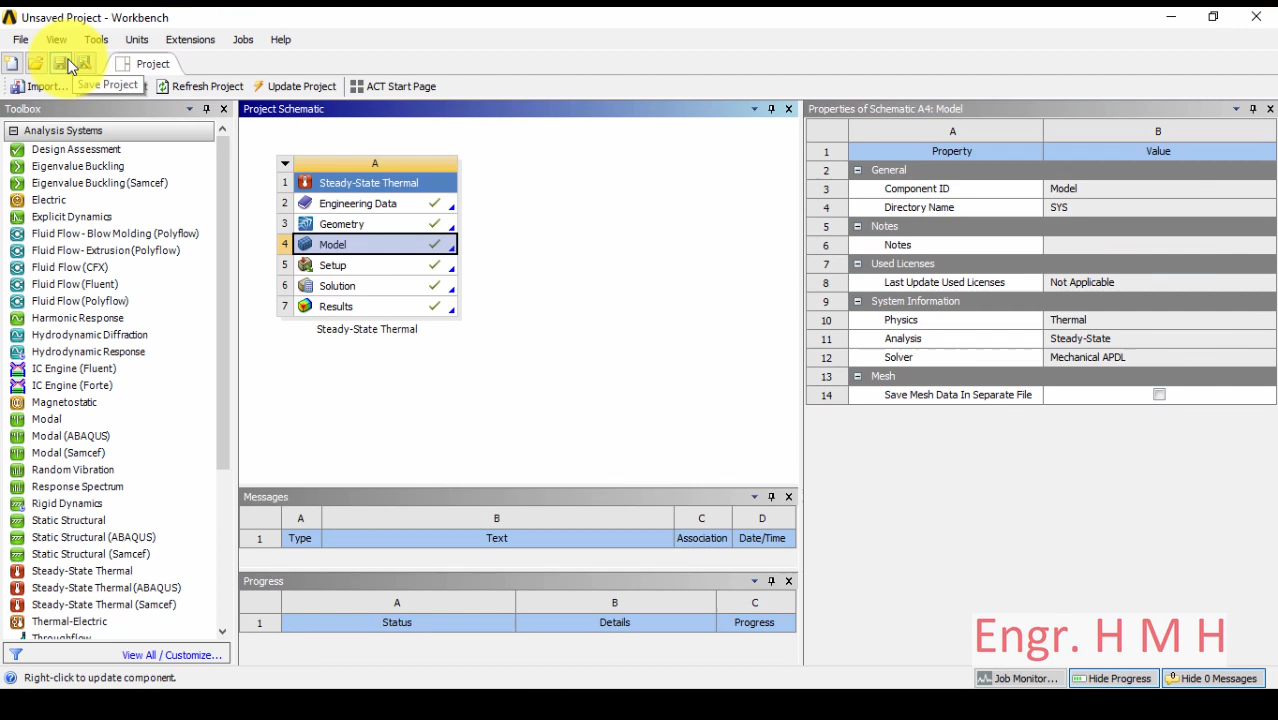 Unsaved Project - Workbench
File View Tools Units Extensions Jobs Help
Project
Import... Save Project Refresh Project Update Project ACT Start Page
Toolbox
Analysis Systems
Design Assessment
Eigenvalue Buckling
Eigenvalue Buckling (Samcef)
Electric
Explicit Dynamics
Fluid Flow - Blow Molding (Polyflow)
Fluid Flow - Extrusion (Polyflow)
Fluid Flow (CFX)
Fluid Flow (Fluent)
Fluid Flow (Polyflow)
Harmonic Response
Hydrodynamic Diffraction
Hydrodynamic Response
IC Engine (Fluent)
IC Engine (Forte)
Magnetostatic
Modal
Modal (ABAQUS)
Modal (Samcef)
Random Vibration
Response Spectrum
Rigid Dynamics
Static Structural
Static Structural (ABAQUS)
Static Structural (Samcef)
Steady-State Thermal
Steady-State Thermal (ABAQUS)
Steady-State Thermal (Samcef)
Thermal-Electric
Throughflow
View All / Customize...
Project Schematic
A
1 Steady-State Thermal
2 Engineering Data
3 Geometry
4 Model
5 Setup
6 Solution
7 Results
Steady-State Thermal
Messages
A B C D
1 Type Text Association Date/Time
Progress
A B C
1 Status Details Progress
Properties of Schematic A4: Model
A B
1 Property Value
2 General
3 Component ID Model
4 Directory Name SYS
5 Notes
6 Notes
7 Used Licenses
8 Last Update Used Licenses Not Applicable
9 System Information
10 Physics Thermal
11 Analysis Steady-State
12 Solver Mechanical APDL
13 Mesh
14 Save Mesh Data In Separate File
Engr. H M H
Right-click to update component.
Job Monitor... Hide Progress Hide 0 Messages